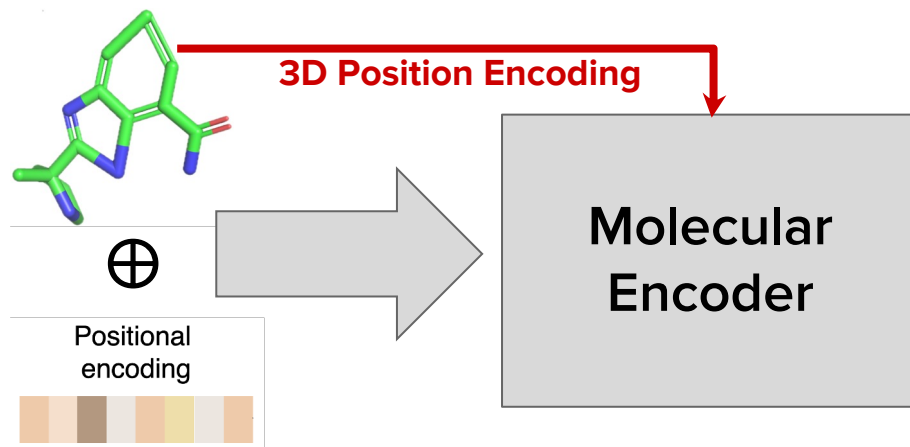 3D Position Encoding
Molecular
Encoder
Positional
encoding